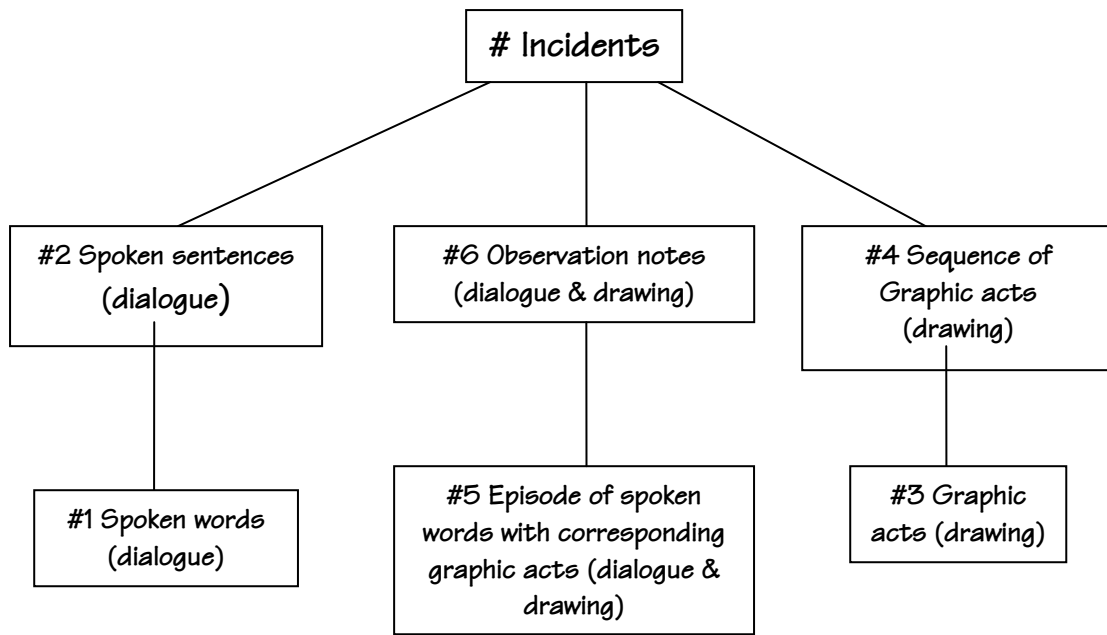 # Incidents
#2 Spoken sentences
(dialogue)
#6 Observation notes
(dialogue & drawing)
#4 Sequence of
Graphic acts
(drawing)
#1 Spoken words
(dialogue)
#5 Episode of spoken
words with corresponding
graphic acts (dialogue &
drawing)
#3 Graphic
acts (drawing)